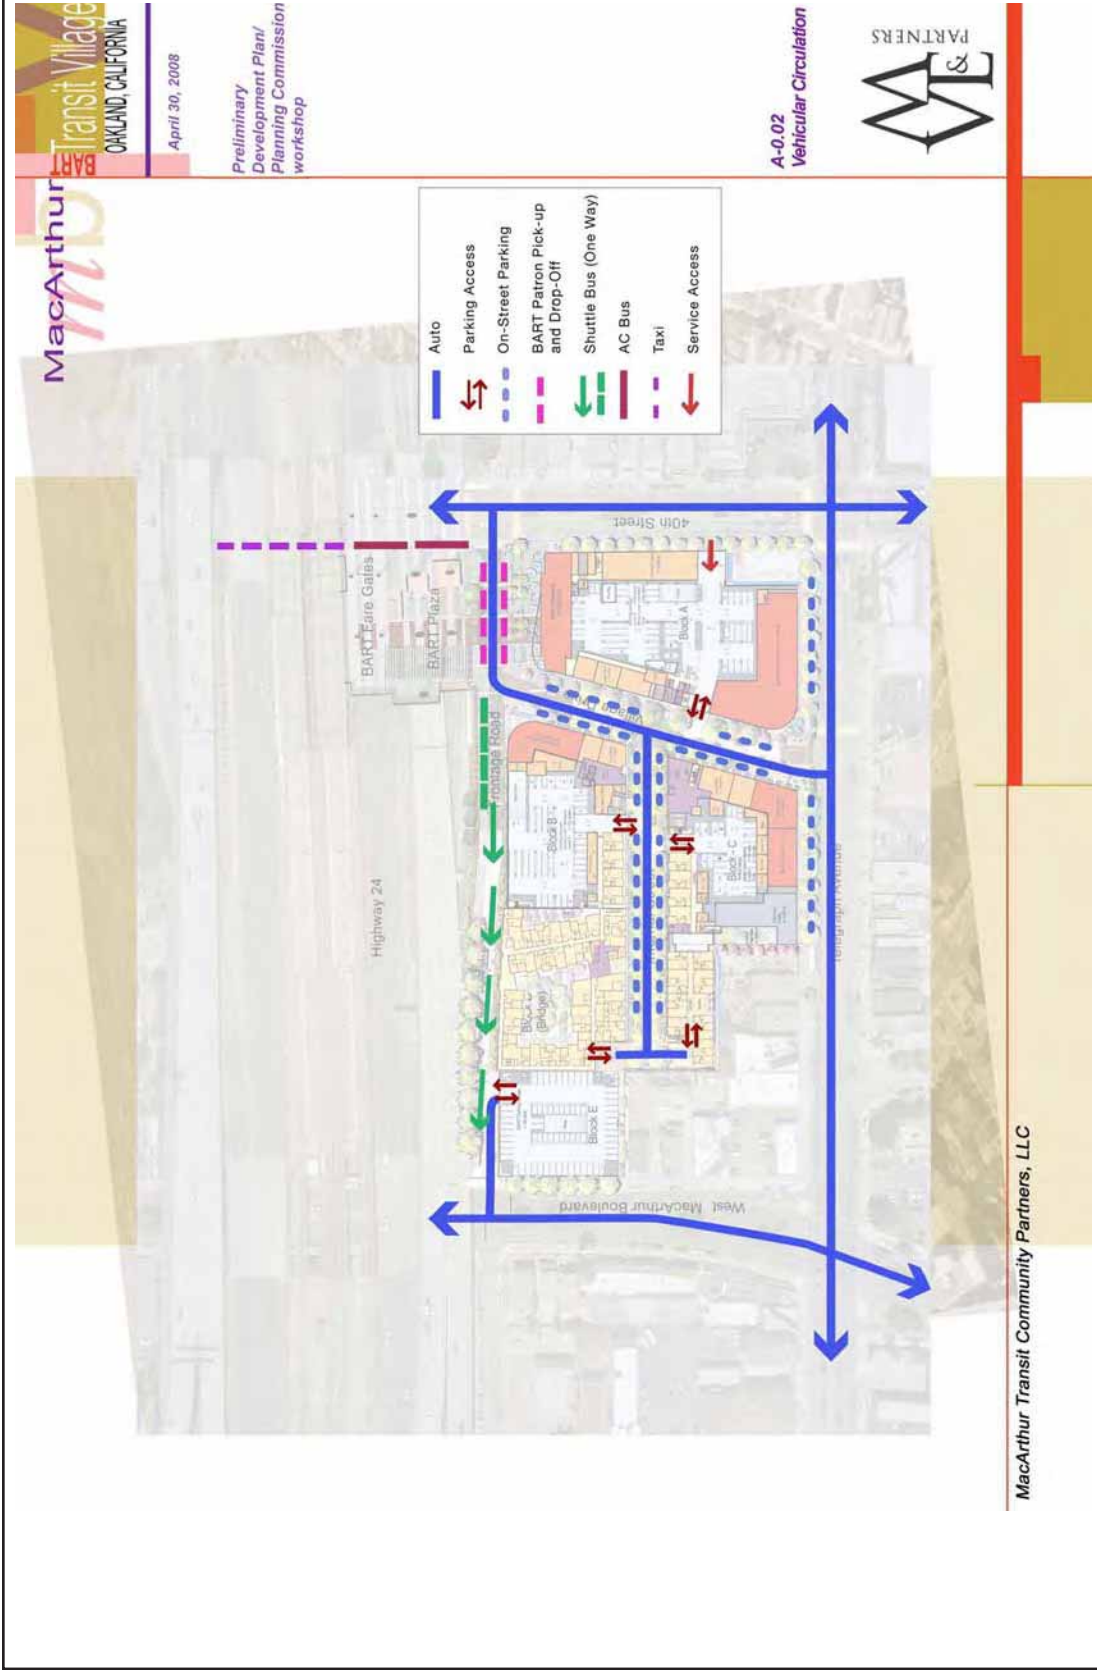 MacArthur
BART Transit Village
OAKLAND, CALIFORNIA
April 30, 2008
Preliminary
Development Plan/
Planning Commission
workshop
A-0.02
Vehicular Circulation
&
PARTNERS
Auto
Parking Access
On-Street Parking
BART Patron Pick-up
and Drop-Off
Shuttle Bus (One Way)
AC Bus
Taxi
Service Access
Highway 24
BART Fare Gates
BART Plaza
Frontage Road
40th Street
Block A
Block B
Block C
(Bridge)
Block E
Telegraph Avenue
West MacArthur Boulevard
MacArthur Transit Community Partners, LLC